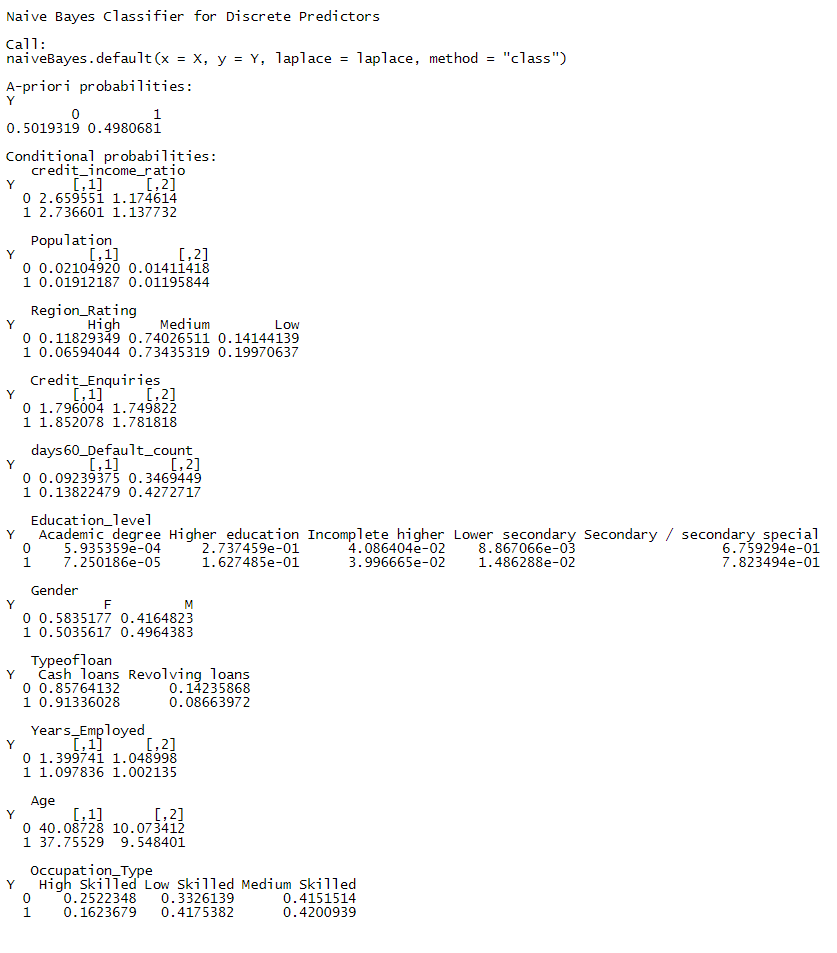 Naive Bayes Classifier for Discrete Predictors
Call:
naiveBayes.default(x = X, y = Y, laplace = laplace, method = "class")
A-priori probabilities:
Y
0 1
0.5019319 0.4980681
Conditional probabilities:
credit_income_ratio
Y [,1] [,2]
0 2.659551 1.174614
1 2.736601 1.137732
Population
Y [,1] [,2]
0 0.02104920 0.01411418
1 0.01912187 0.01195844
Region_Rating
Y High Medium Low
0 0.11829349 0.74026511 0.14144139
1 0.06594044 0.73435319 0.19970637
Credit_Enquiries
Y [,1] [,2]
0 1.796004 1.749822
1 1.852078 1.781818
days60_Default_count
Y [,1] [,2]
0 0.09239375 0.3469449
1 0.13822479 0.4272717
Education_level
Y Academic degree Higher education Incomplete higher Lower secondary Secondary / secondary special
0 5.935359e-04 2.737459e-01 4.086404e-02 8.867066e-03 6.759294e-01
1 7.250186e-05 1.627485e-01 3.996665e-02 1.486288e-02 7.823494e-01
Gender
Y F M
0 0.5835177 0.4164823
1 0.5035617 0.4964383
Typeofloan
Y Cash loans Revolving loans
0 0.85764132 0.14235868
1 0.91336028 0.08663972
Years_Employed
Y [,1] [,2]
0 1.399741 1.048998
1 1.097836 1.002135
Age
Y [,1] [,2]
0 40.08728 10.073412
1 37.75529 9.548401
Occupation_Type
Y High Skilled Low Skilled Medium Skilled
0 0.2522348 0.3326139 0.4151514
1 0.1623679 0.4175382 0.4200939